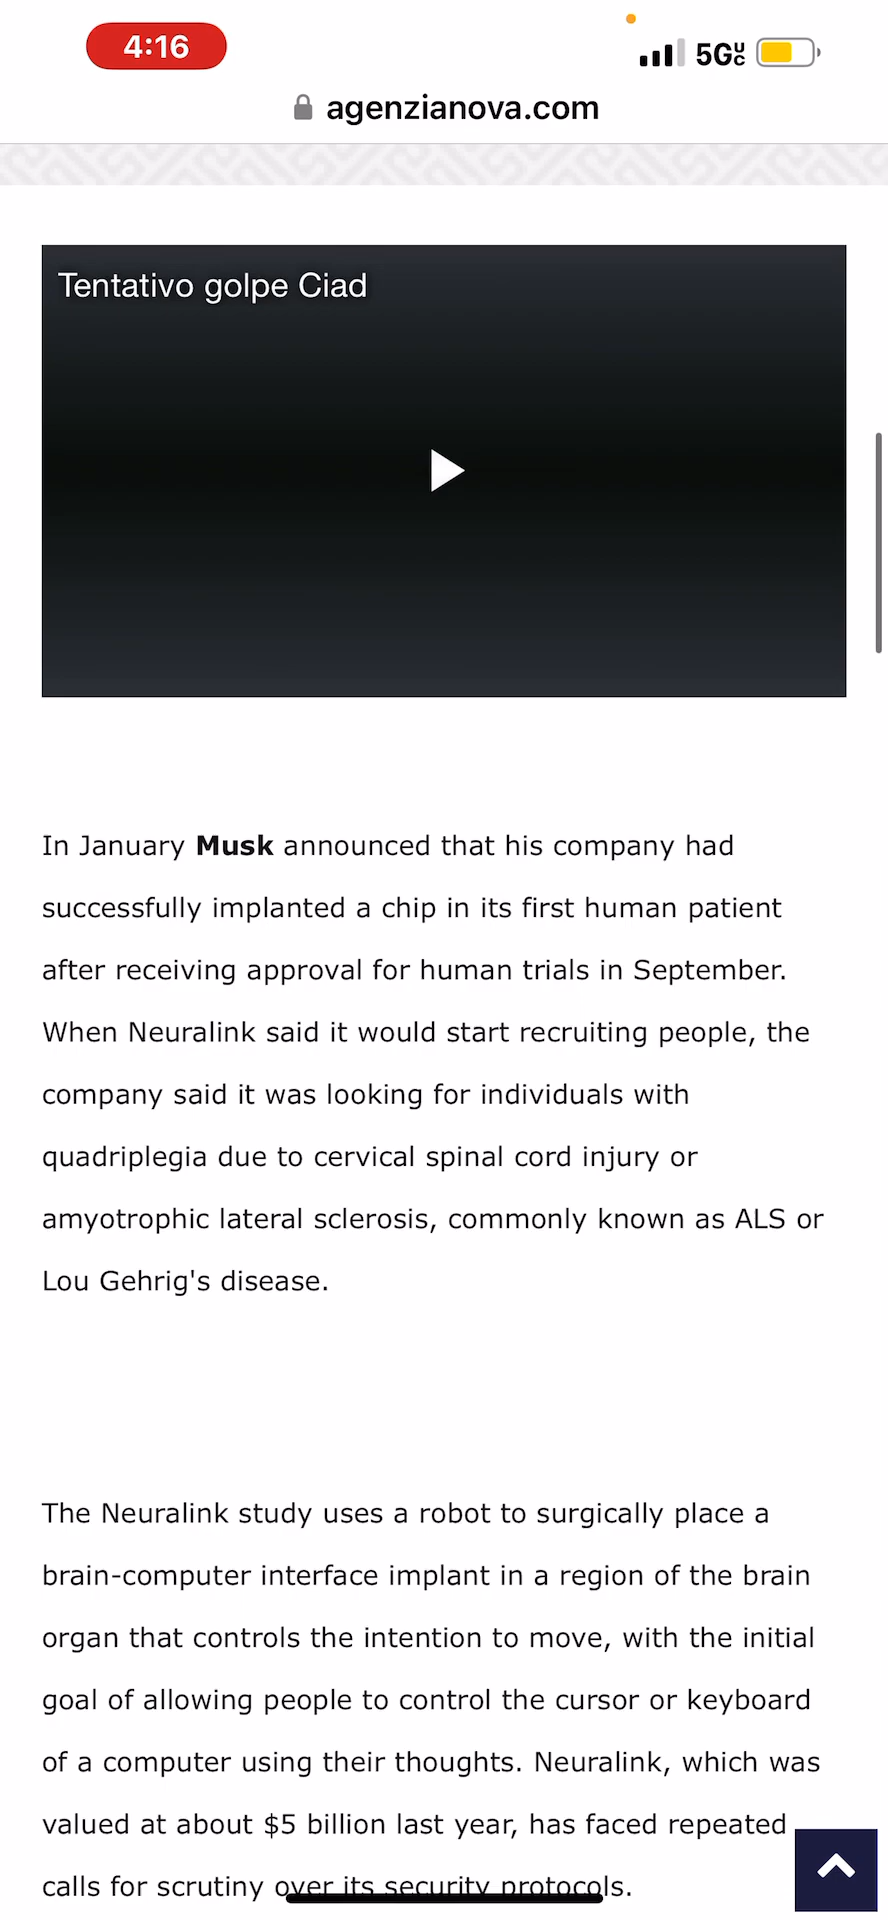 4:16
5G UC
agenzianova.com
Tentativo golpe Ciad
In January Musk announced that his company had
successfully implanted a chip in its first human patient
after receiving approval for human trials in September.
When Neuralink said it would start recruiting people, the
company said it was looking for individuals with
quadriplegia due to cervical spinal cord injury or
amyotrophic lateral sclerosis, commonly known as ALS or
Lou Gehrig's disease.
The Neuralink study uses a robot to surgically place a
brain-computer interface implant in a region of the brain
organ that controls the intention to move, with the initial
goal of allowing people to control the cursor or keyboard
of a computer using their thoughts. Neuralink, which was
valued at about $5 billion last year, has faced repeated
calls for scrutiny over its security protocols.